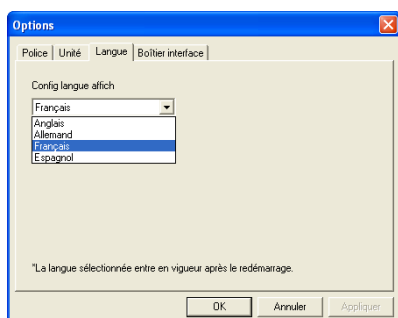 Options
Police Unité Langue Boîtier interface
Config langue affich
Français
Anglais
Allemand
Français
Espagnol
"La langue sélectionnée entre en vigueur après le redémarrage.
OK Annuler Appliquer